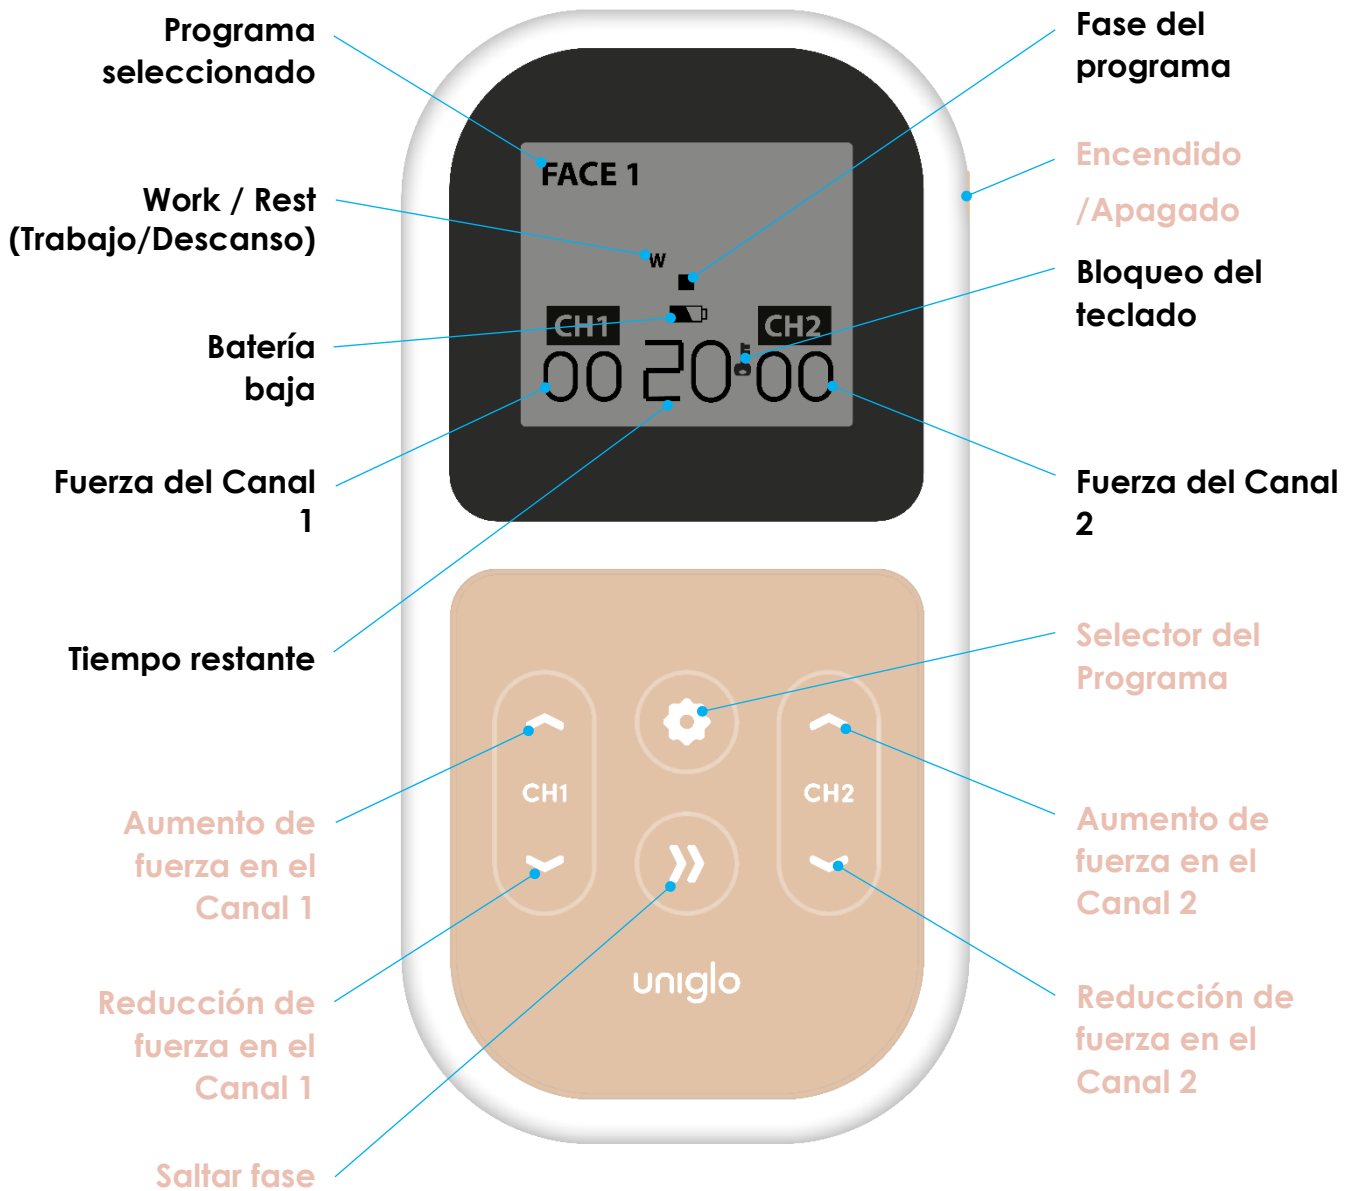 Programa
seleccionado
Work / Rest
(Trabajo/Descanso)
Batería
baja
Fuerza del Canal
1
Tiempo restante
Aumento de
fuerza en el
Canal 1
Reducción de
fuerza en el
Canal 1
Saltar fase
FACE 1
W
CH1
CH2
00
20
00
CH1
CH2
uniglo
Fase del
programa
Encendido
/Apagado
Bloqueo del
teclado
Fuerza del Canal
2
Selector del
Programa
Aumento de
fuerza en el
Canal 2
Reducción de
fuerza en el
Canal 2